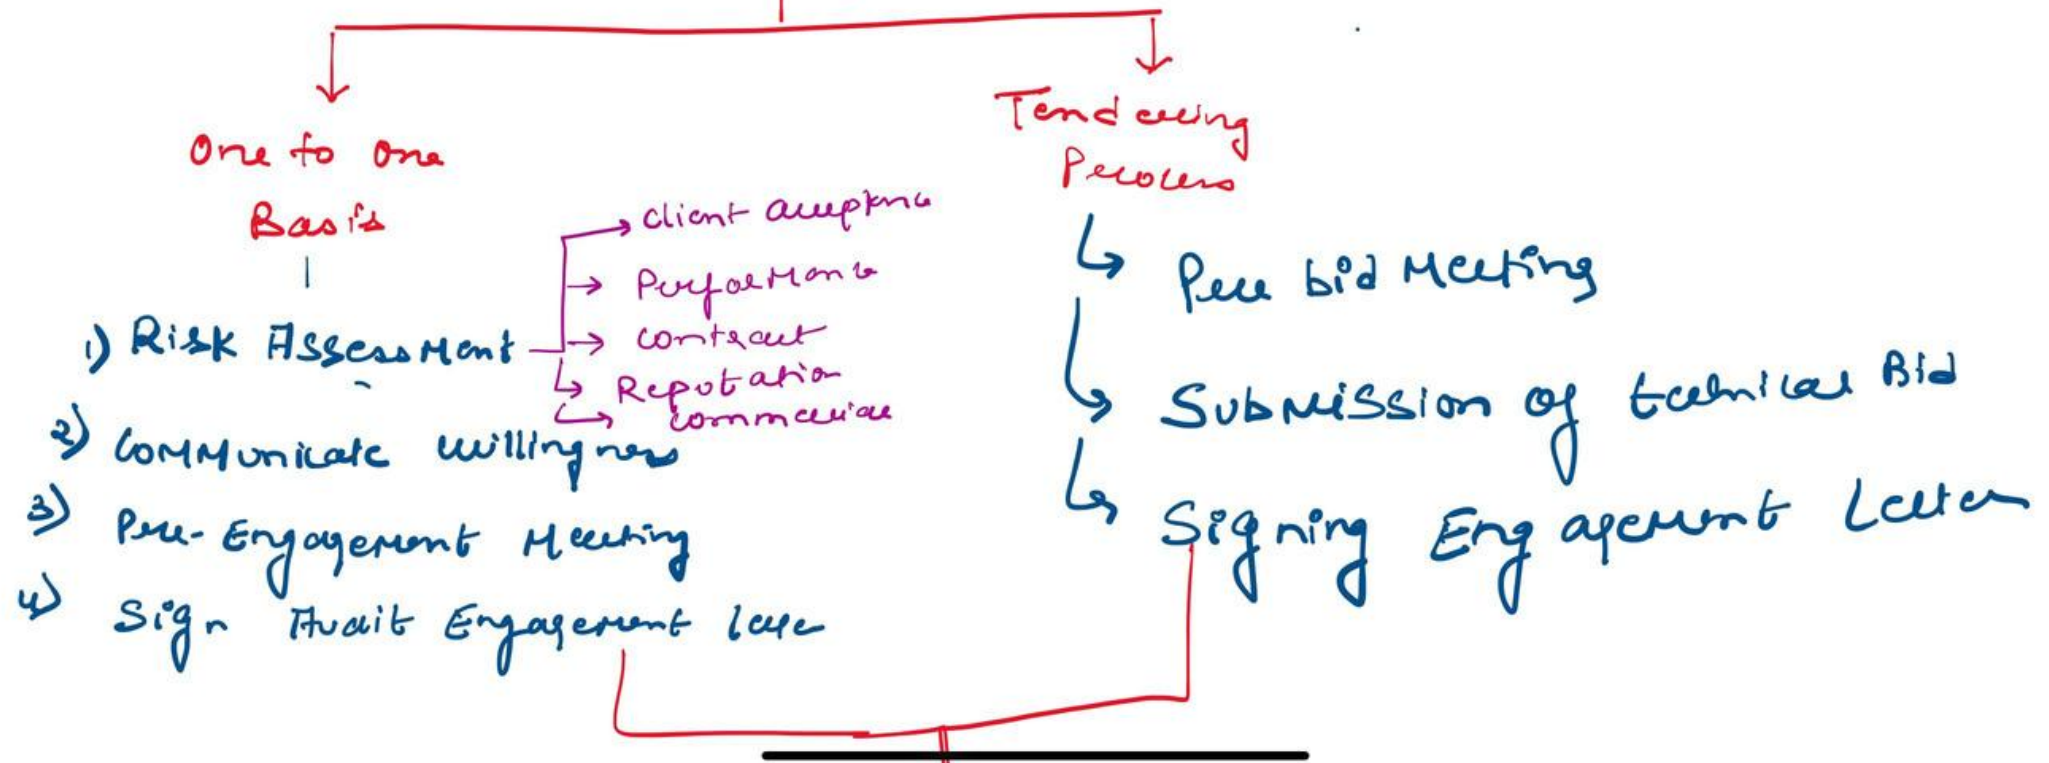 One to One
Basis
1) Risk Assessment
Client acceptance
Performance
Contract
Reputation
Commercial
2) Communicate willingness
3) Pre-Engagement Meeting
4) Sign Audit Engagement
Tendering
Process
Pre bid Meeting
Submission of technical Bid
Signing Engagement Letter